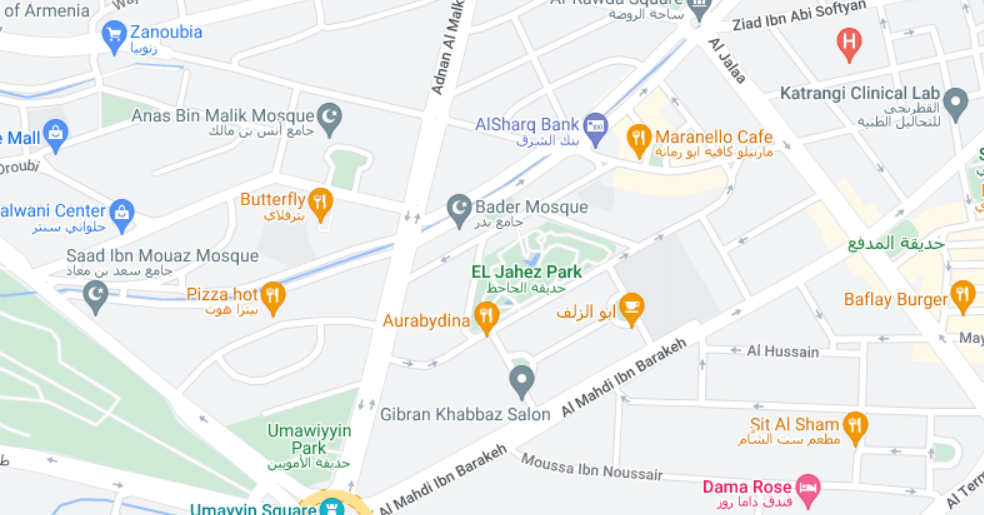 of Armenia
Zanoubia
زنوبيا
Adnan Al Malk
Al Rawda Square
ساحة الروضة
Ziad Ibn Abi Softyan
Al Jalaa
H
Katrangi Clinical Lab
القطرنجي
للتحاليل الطبية
Anas Bin Malik Mosque
جامع أنس بن مالك
e Mall
Droubi
AlSharq Bank
بنك الشرق
Maranello Cafe
مارنيلو كافيه ابو رمانة
Butterfly
بترفلاي
alwani Center
حلواني سنتر
Bader Mosque
جامع بدر
Saad Ibn Mouaz Mosque
جامع سعد بن معاذ
Pizza hot
بيتزا هوت
EL Jahez Park
حديقة الجاحظ
حديقة المدفع
Aurabydina
ابو الزلف
Baflay Burger
May
Al Hussain
Gibran Khabbaz Salon
Al Mahdi Ibn Barakeh
Umawiyyin
Park
حديقة الأمويين
Sit Al Sham
مطعم ست الشام
Al Mahdi Ibn Barakeh
Moussa Ibn Noussair
Dama Rose
فندق داما روز
Umayyin Square